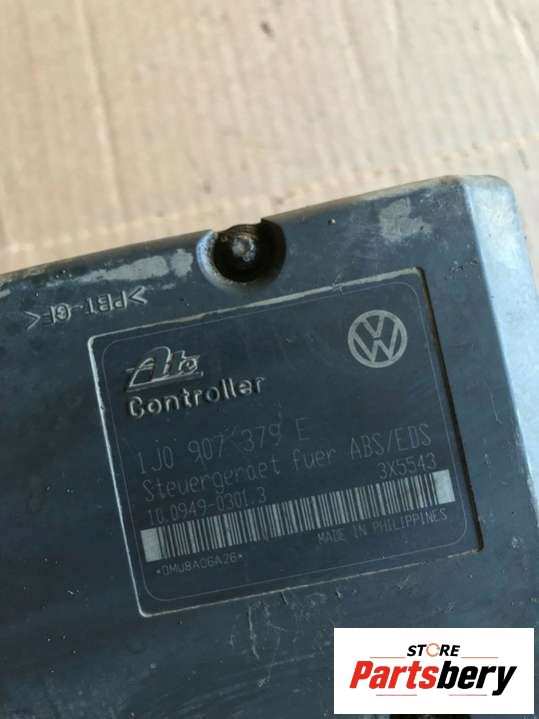 >PBT-GF<
Ate
Controller
1J0 907 379 E
Steuergeraet fuer ABS/EDS
10.0949-0301.3 3X5543
MADE IN PHILIPPINES
*0MU8A06A26*
STORE
Partsbery